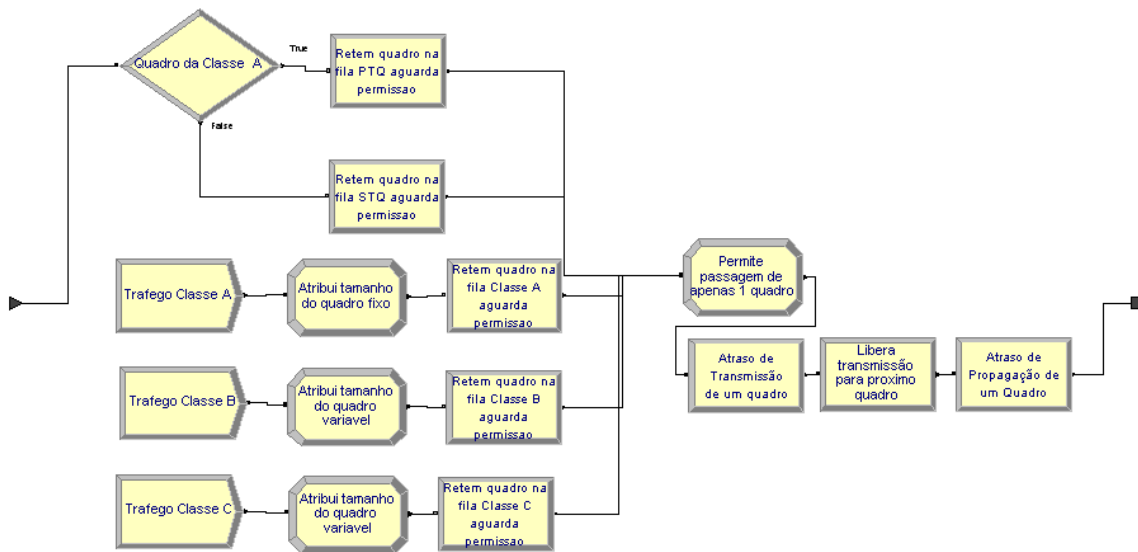 Quadro da Classe A
True
False
Retem quadro na
fila PTQ aguarda
permissao
Retem quadro na
fila STQ aguarda
permissao
Trafego Classe A
Atribui tamanho
do quadro fixo
Retem quadro na
fila Classe A
aguarda
permissao
Trafego Classe B
Atribui tamanho
do quadro
variavel
Retem quadro na
fila Classe B
aguarda
permissao
Trafego Classe C
Atribui tamanho
do quadro
variavel
Retem quadro na
fila Classe C
aguarda
permissao
Permite
passagem de
apenas 1 quadro
Atraso de
Transmissão
de um quadro
Libera
transmissão
para proximo
quadro
Atraso de
Propagação de
um Quadro